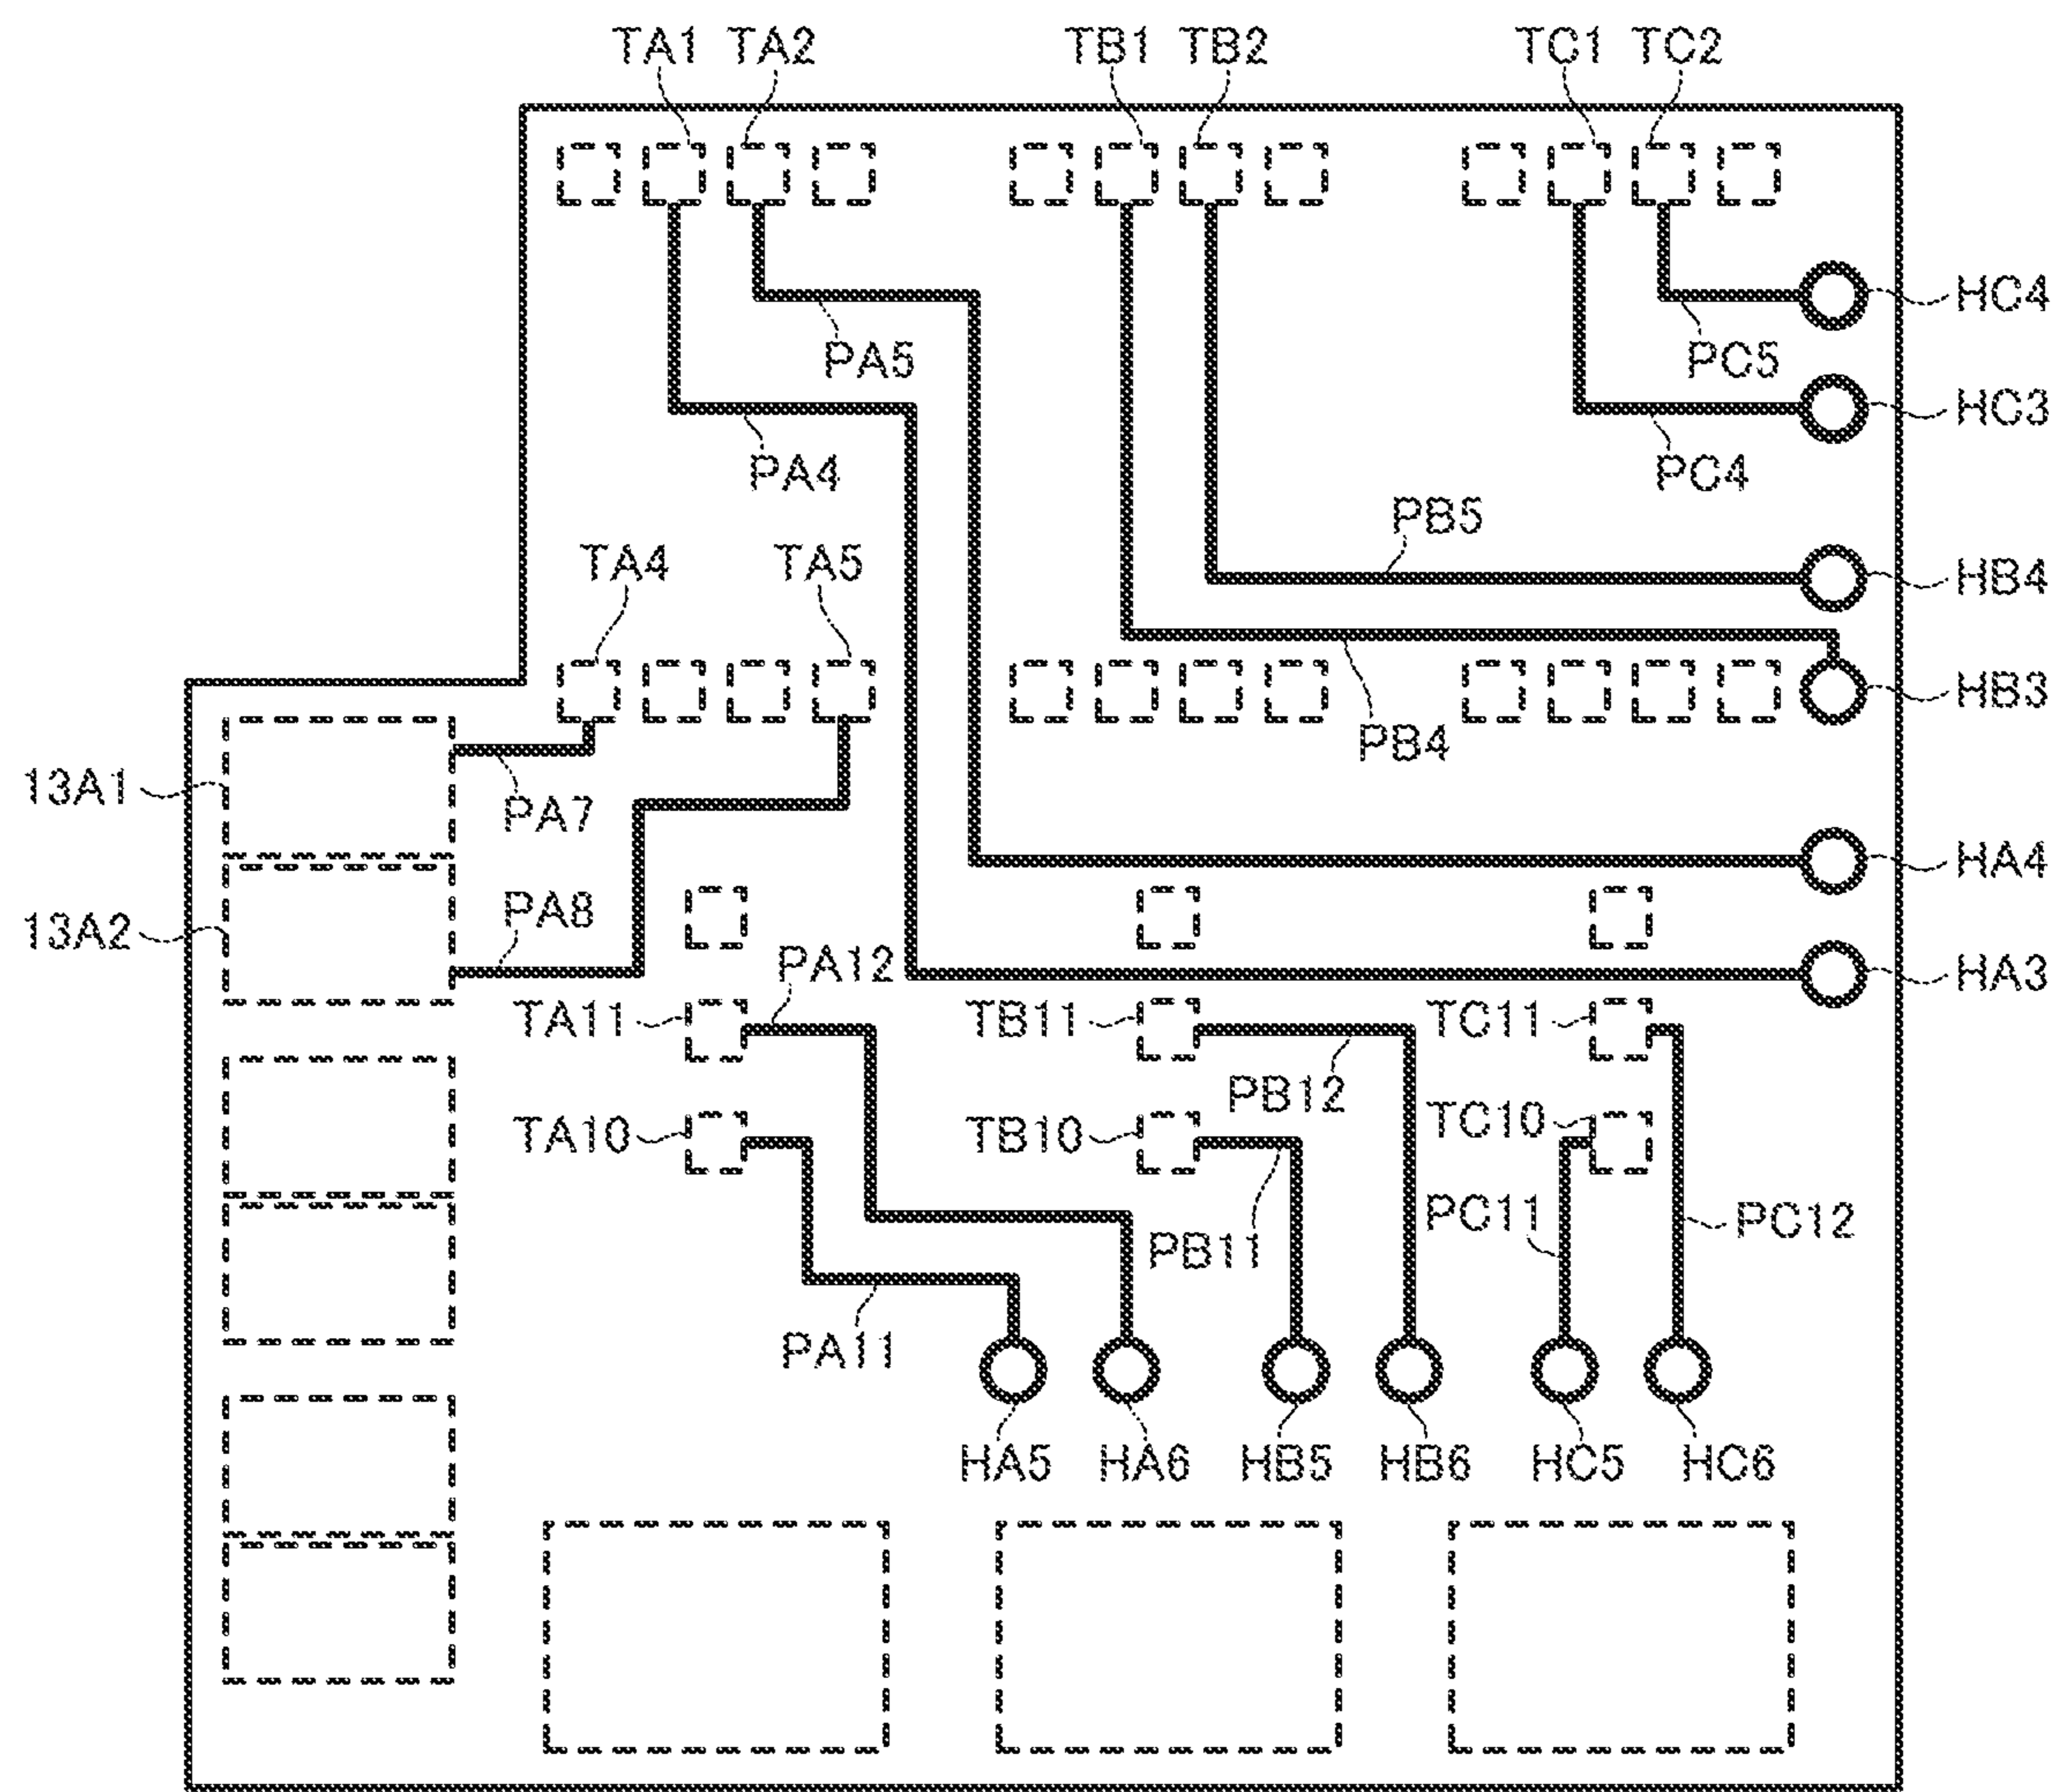 TA1 TA2 TB1 TB2 TC1 TC2
HC4
PA5 PC5
HC3
PA4 PC4
PB5
TA4 TA5 HB4
HB3
PB4
13A1 PA7
HA4
13A2 PA8
PA12 HA3
TA11 TB11 TC11
PB12
TA10 TB10 TC10
PC11 PC12
PB11
PA11
HA5 HA6 HB5 HB6 HC5 HC6